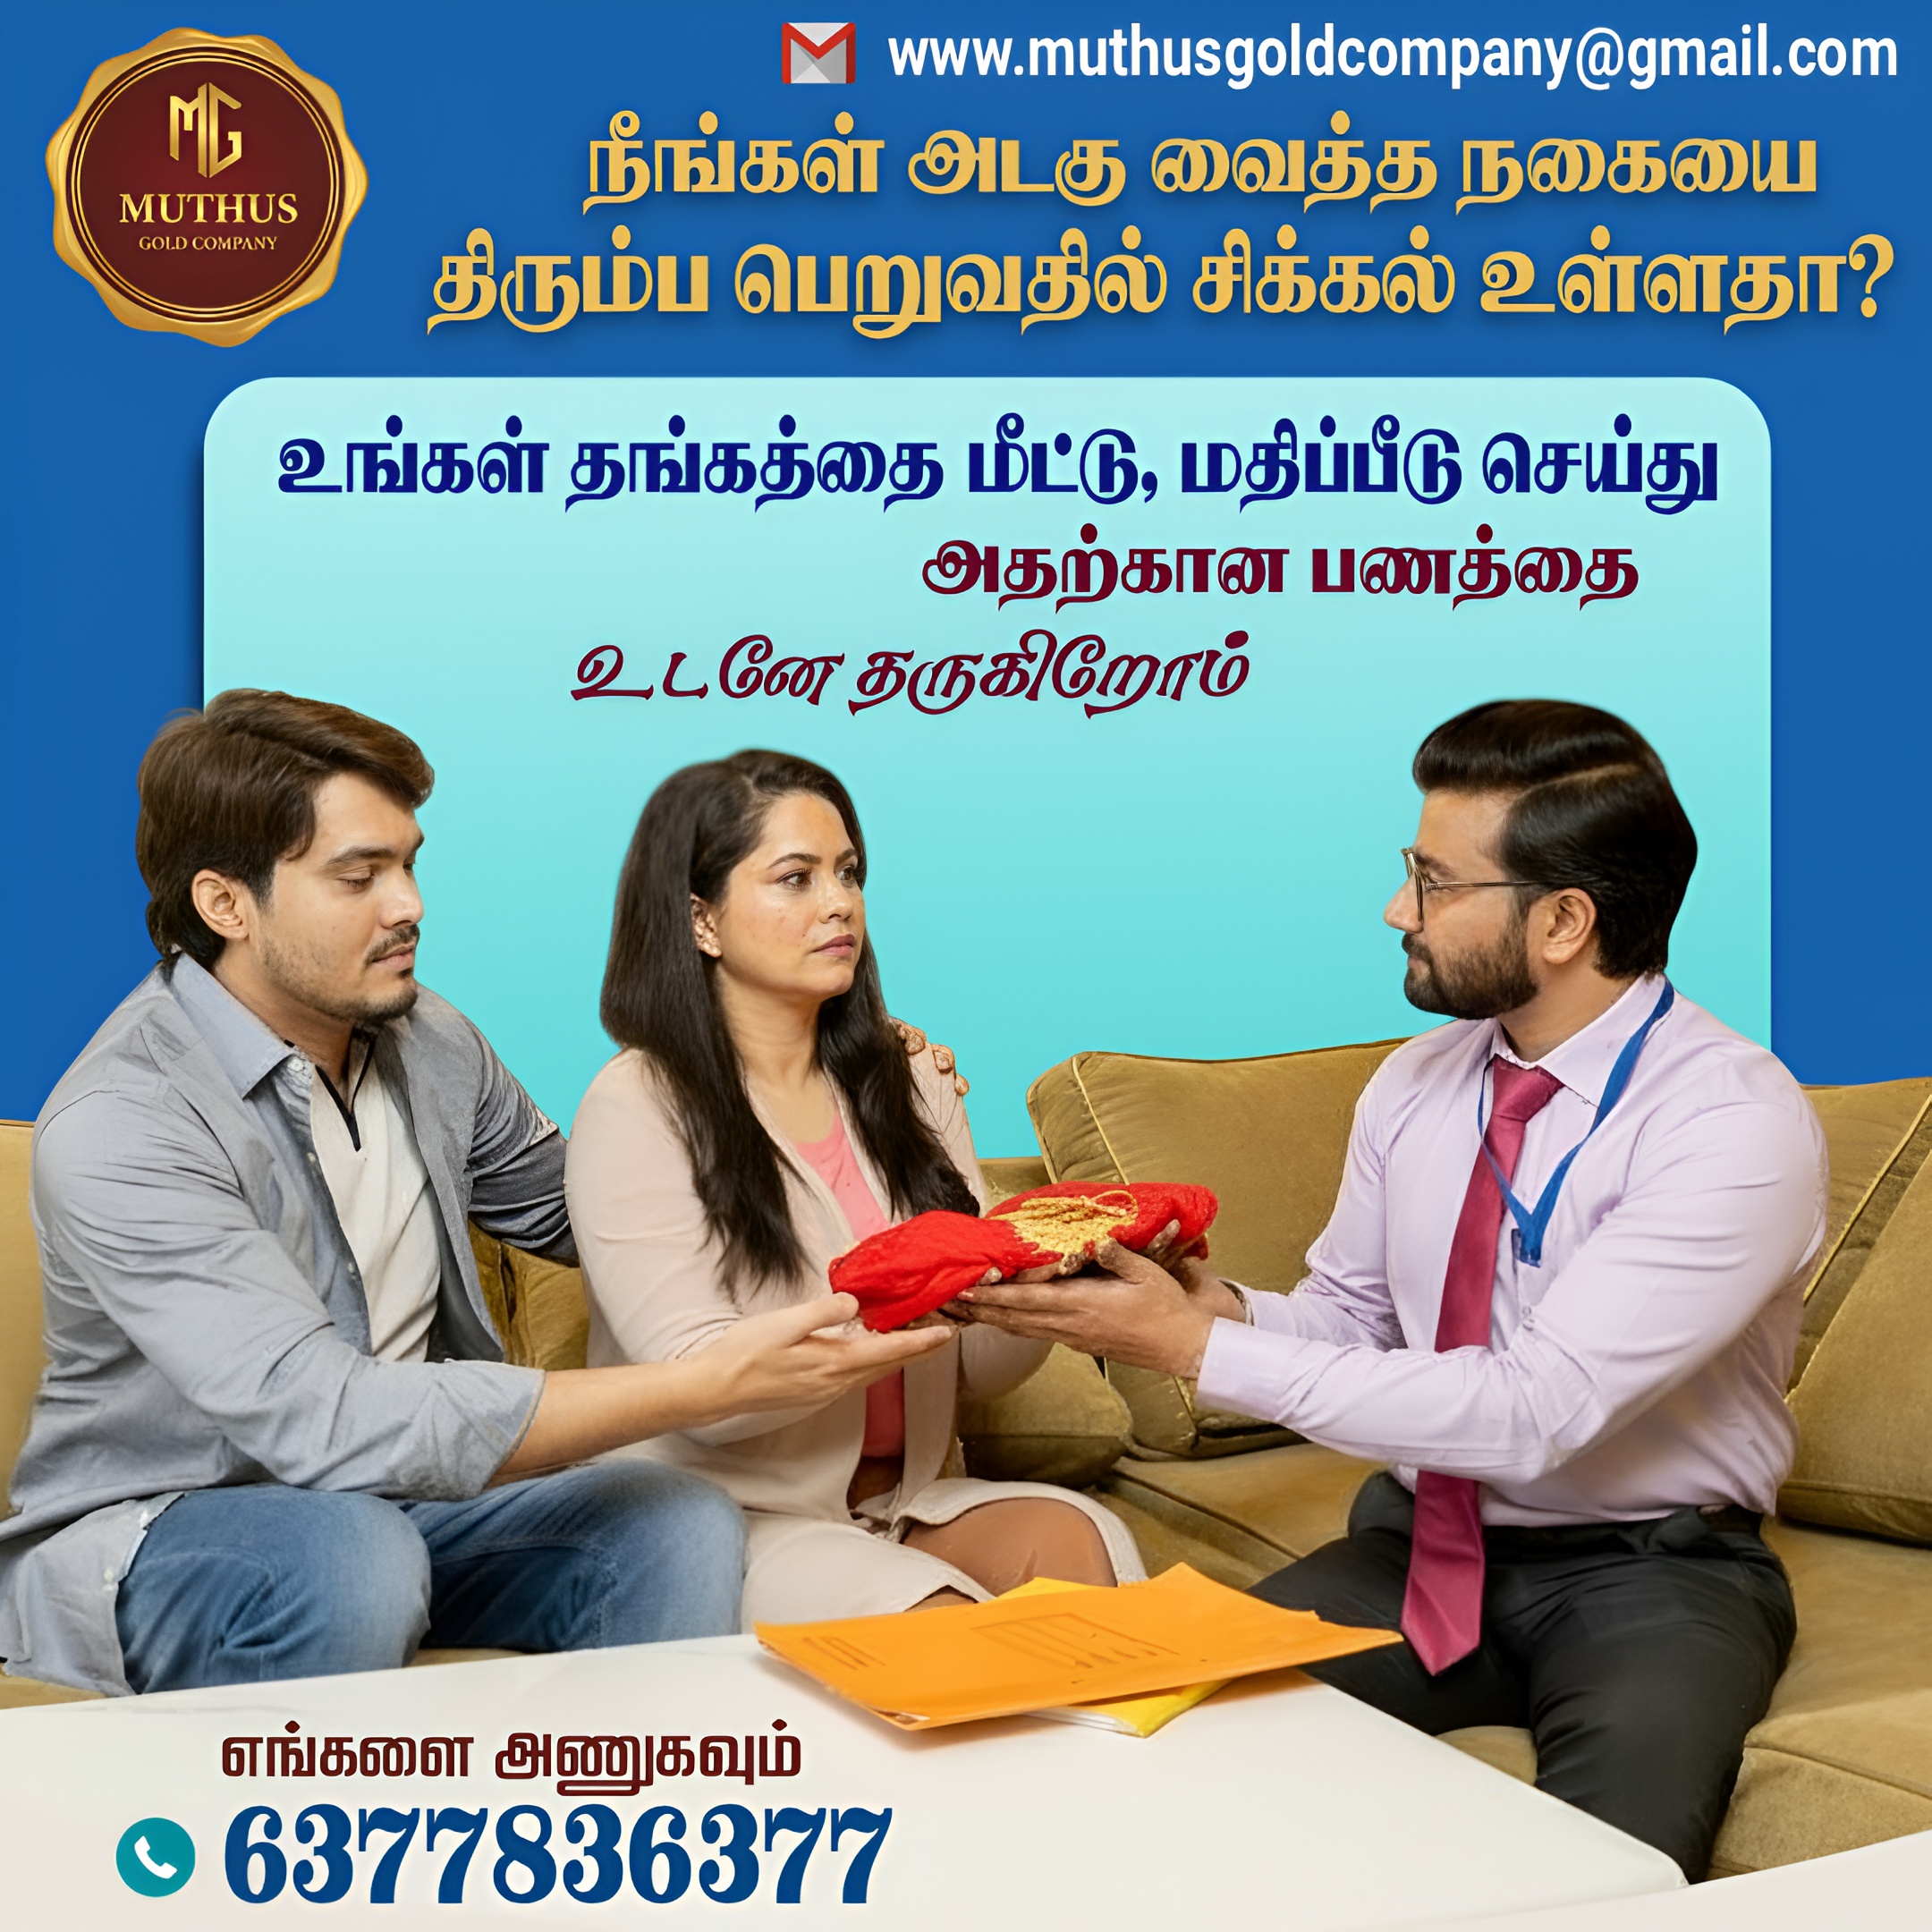 www.muthusgoldcompany@gmail.com
MG
MUTHUS
GOLD COMPANY
நீங்கள் அடகு வைத்த நகையை
திரும்ப பெறுவதில் சிக்கல் உள்ளதா?
உங்கள் தங்கத்தை மீட்டு, மதிப்பீடு செய்து
அதற்கான பணத்தை
உடனே தருகிறோம்
எங்களை அணுகவும்
6377836377